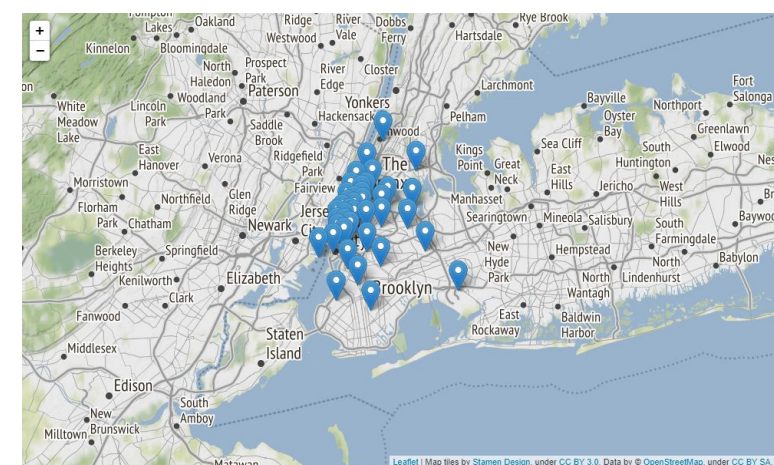 +
−
Lakes
Oakland
Ridge
Westwood
River
Vale
Dobbs
Ferry
Rye Brook
Hartsdale
Kinnelon
Bloomingdale
North
Haledon
Prospect
Park
River
Edge
Closter
White
Meadow
Lake
Lincoln
Park
Woodland
Park
Paterson
Yonkers
Hackensack
Larchmont
Pelham
Bayville
Oyster
Bay
Northport
Fort
Salonga
Greenlawn
Elwood
Saddle
Brook
East
Hanover
Verona
Ridgefield
Park
The
Kings
Point
Great
Neck
Sea Cliff
East
Hills
South
Huntington
Jericho
West
Hills
Morristown
Florham
Park
Chatham
Northfield
Glen
Ridge
Fairview
Manhasset
Searingtown
Mineola
Salisbury
South
Farmingdale
Newark
Berkeley
Heights
Springfield
Kenilworth
Clark
Elizabeth
New
Hyde
Park
Hempstead
North
Wantagh
North
Lindenhurst
Babylon
Fanwood
Brooklyn
East
Rockaway
Baldwin
Harbor
Staten
Island
Middlesex
Edison
South
Amboy
New
Brunswick
Milltown
Matawan
Leaflet | Map tiles by Stamen Design, under CC BY 3.0. Data by © OpenStreetMap, under CC BY SA.